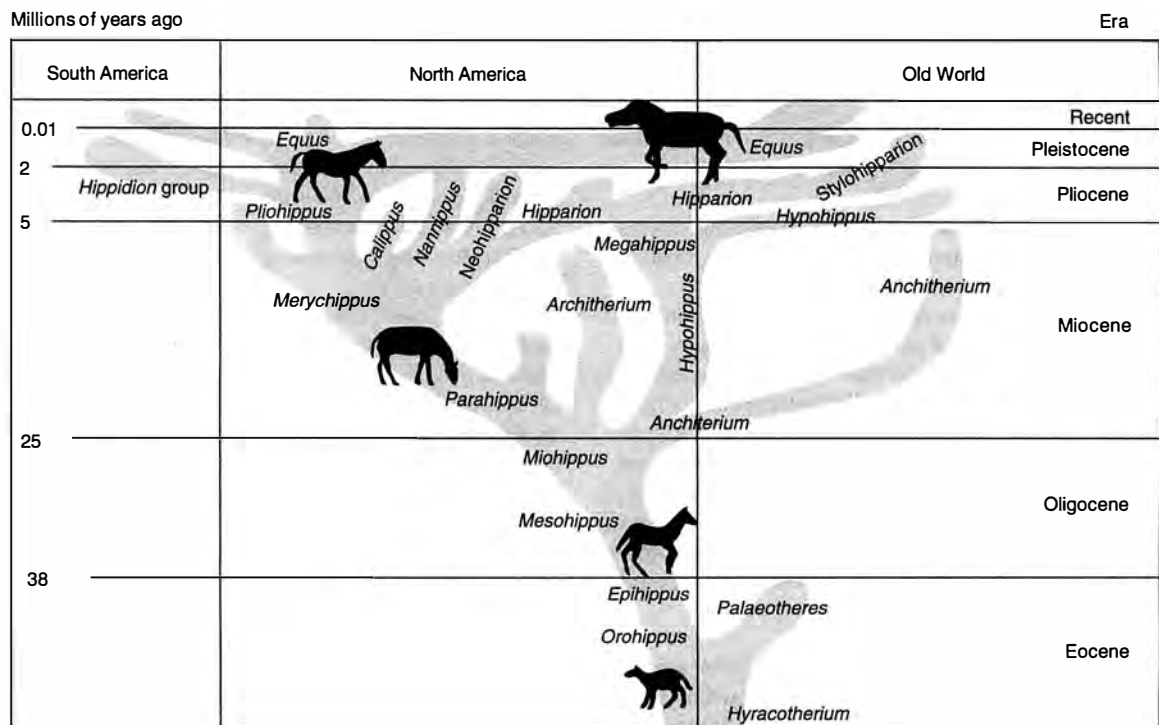 Millions of years ago Era
South America North America Old World
Recent
0.01
Equus Equus Pleistocene
2
Hippidion group Stylohipparion
Pliohippus Hipparion Hipparion Pliocene
Calippus Nannippus Neohipparion Hypohippus
5
Megahippus
Merychippus Architherium Hypohippus Anchitherium
Miocene
Parahippus
Anchiterium
25
Miohippus
Oligocene
Mesohippus
38
Epihippus Palaeotheres
Orohippus
Eocene
Hyracotherium